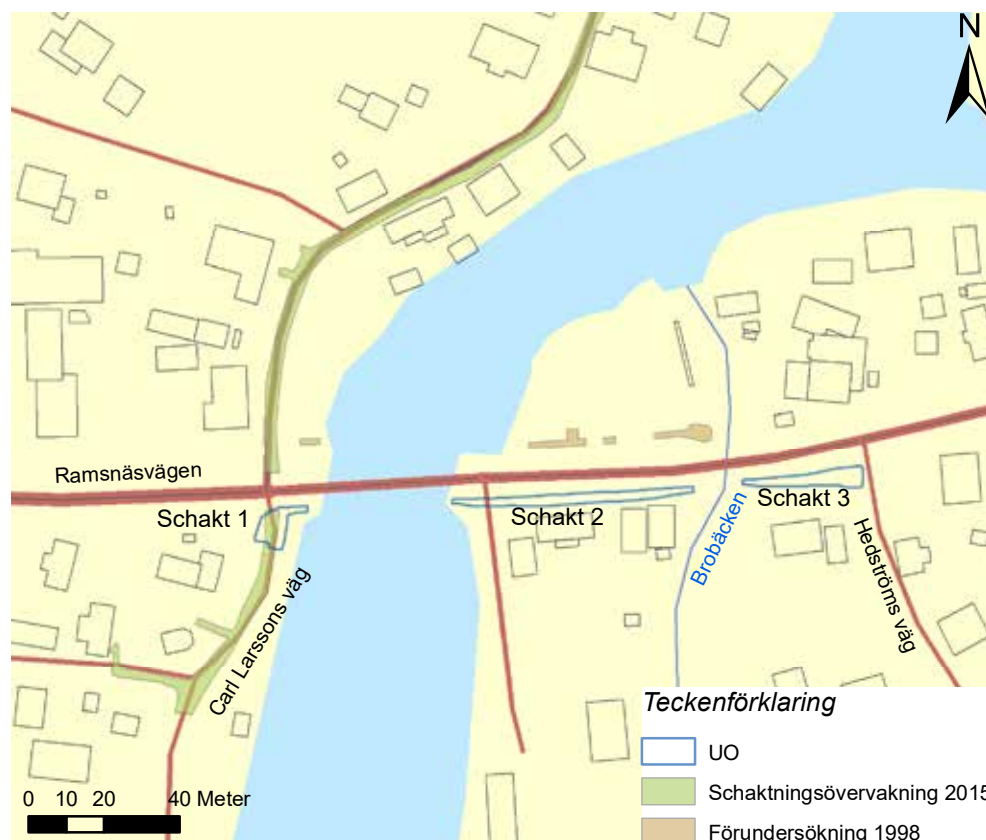 N
Ramsnäsvägen
Schakt 1
Schakt 2
Schakt 3
Brobäcken
Hedströms väg
Carl Larssons väg
Teckenförklaring
UO
0 10 20 40 Meter
Schaktningsövervakning 2015
Förundersökning 1998